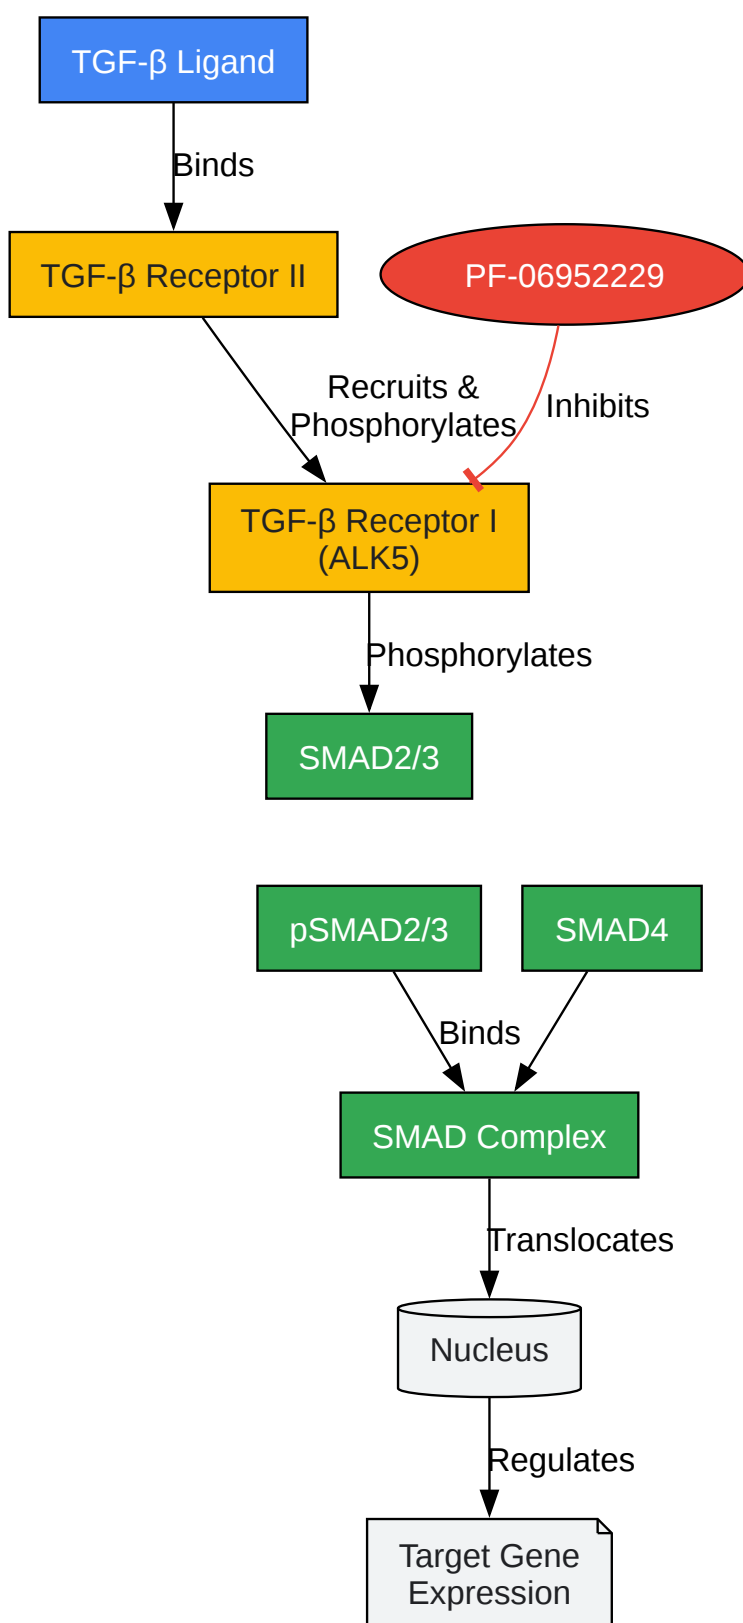 TGF-β Ligand
Binds
TGF-β Receptor II
PF-06952229
Recruits &
Phosphorylates
Inhibits
TGF-β Receptor I
(ALK5)
Phosphorylates
SMAD2/3
pSMAD2/3
SMAD4
Binds
SMAD Complex
Translocates
Nucleus
Regulates
Target Gene
Expression